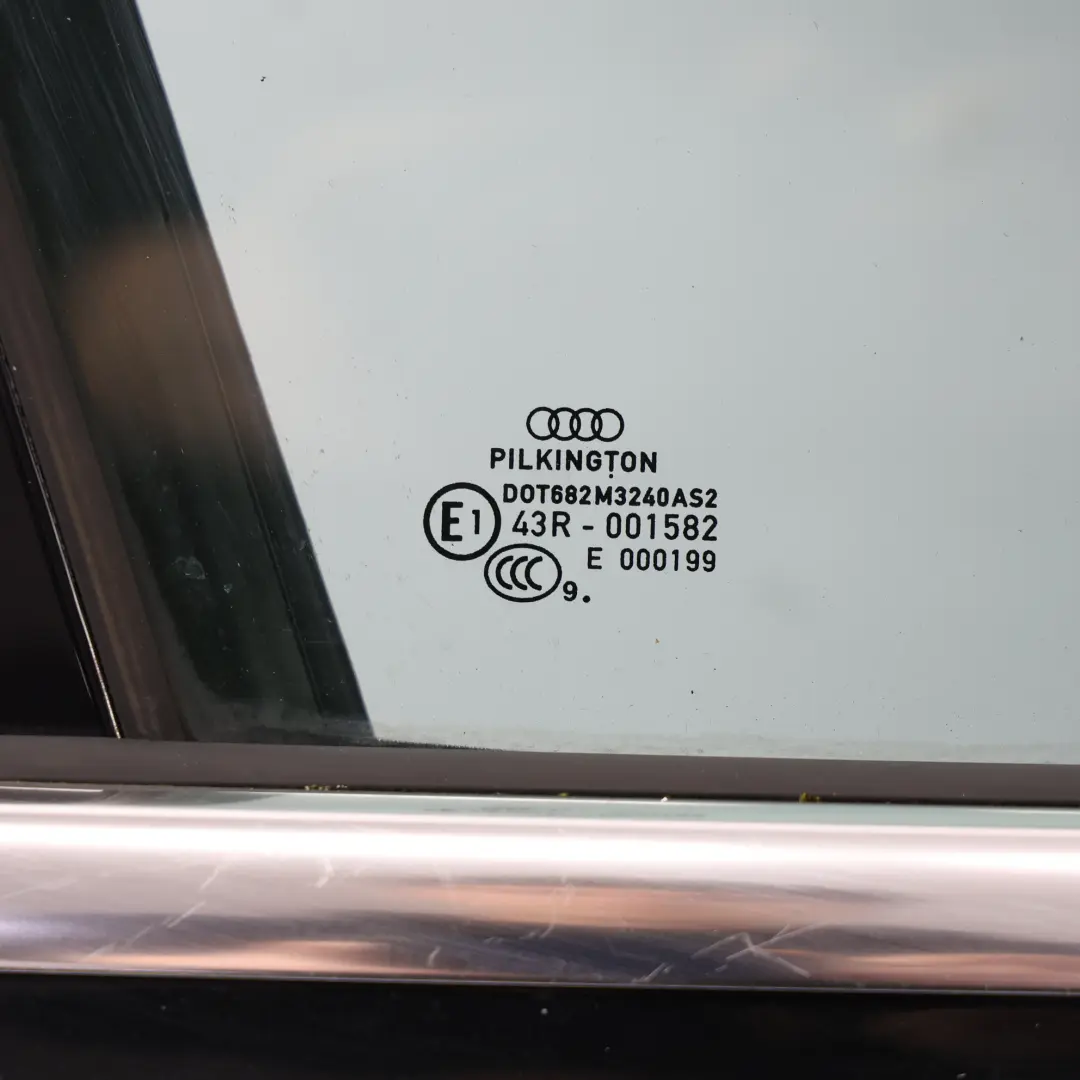 PILKINGTON
DOT682M3240AS2
E1 43R - 001582
E 000199
CCC 9.